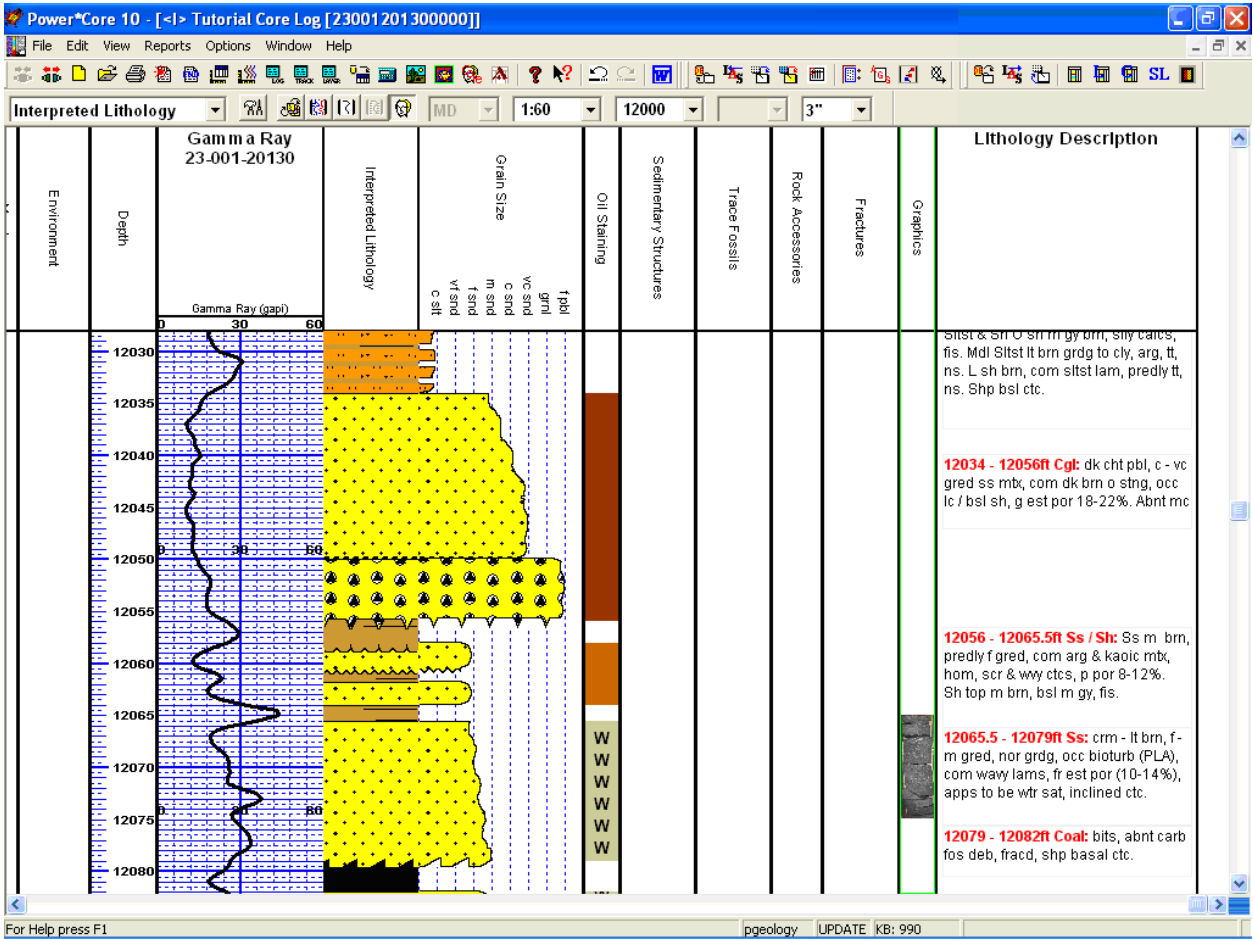 Power*Core 10 - [<I> Tutorial Core Log [23001201300000]]
File Edit View Reports Options Window Help
W SL
Interpreted Lithology MD 1:60 12000 3"
Gamma Ray
23-001-20130
Lithology Description
Environment
Depth
Interpreted Lithology
Grain Size
Oil Staining
Sedimentary Structures
Trace Fossils
Rock Accessories
Fractures
Graphics
c slt
vf snd
f snd
m snd
c snd
vc snd
grnl
f pbl
Gamma Ray (gapi)
0 30 60
12030
12035
12040
12045
0 30 60
12050
12055
12060
12065
12070
12075
12080
W
W
W
W
W
W
fis. Mdl Sltst lt brn grdg to cly, arg, tt,
ns. L sh brn, com sltst lam, predly tt,
ns. Shp bsl ctc.
12034 - 12056ft Cgl: dk cht pbl, c - vc
gred ss mtx, com dk brn o stng, occ
lc / bsl sh, g est por 18-22%. Abnt mc
12056 - 12065.5ft Ss / Sh: Ss m brn,
predly f gred, com arg & kaoic mtx,
hom, scr & wvy ctcs, p por 8-12%.
Sh top m brn, bsl m gy, fis.
12065.5 - 12079ft Ss: crm - lt brn, f -
m gred, nor grdg, occ bioturb (PLA),
com wavy lams, fr est por (10-14%),
apps to be wtr sat, inclined ctc.
12079 - 12082ft Coal: bits, abnt carb
fos deb, fracd, shp basal ctc.
For Help press F1
pgeology UPDATE KB: 990